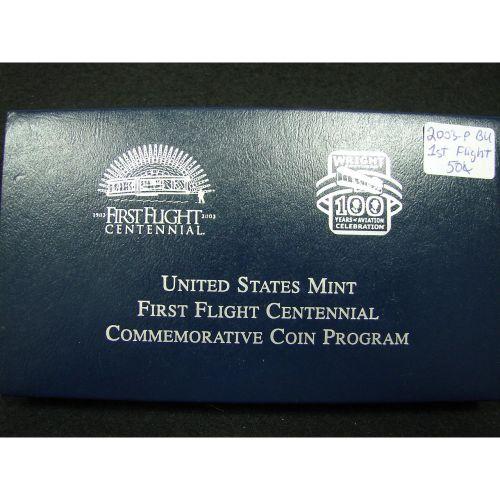 2003-P BU
1st Flight
50¢
1903 FIRST FLIGHT 2003
CENTENNIAL
WRIGHT
100
YEARS OF AVIATION
CELEBRATION
UNITED STATES MINT
FIRST FLIGHT CENTENNIAL
COMMEMORATIVE COIN PROGRAM